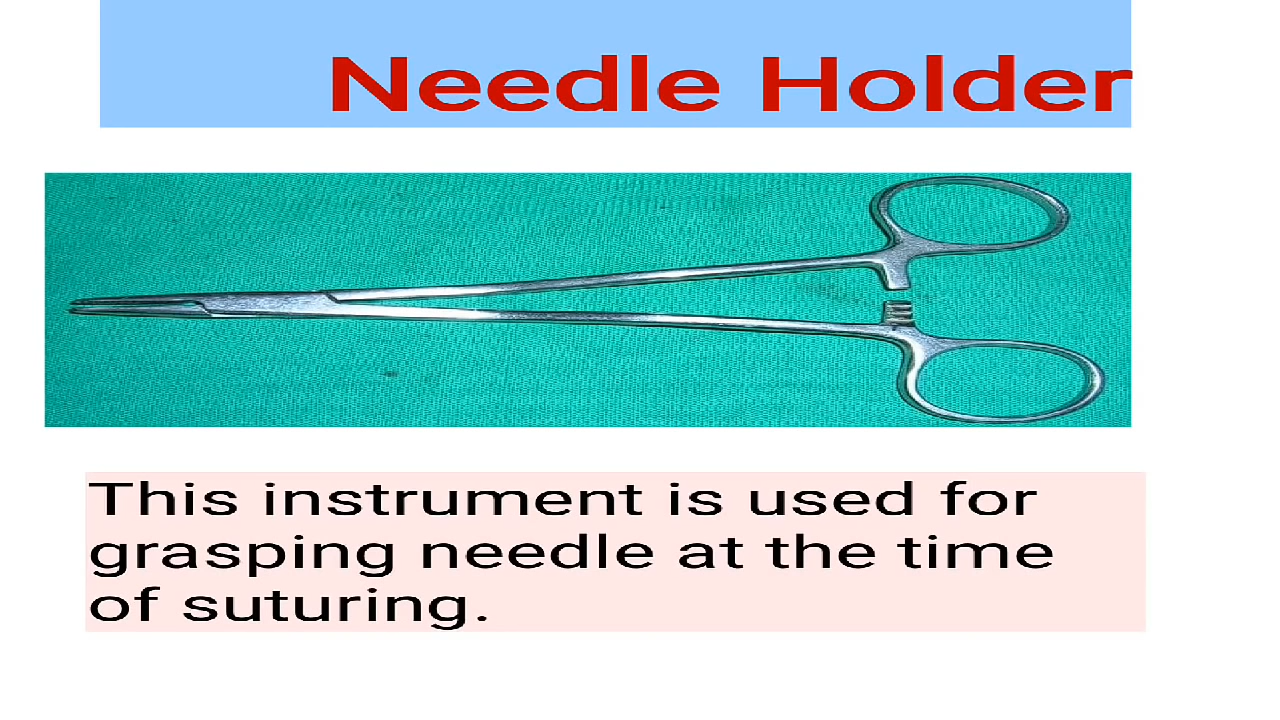 Needle Holder
This instrument is used for
grasping needle at the time
of suturing.